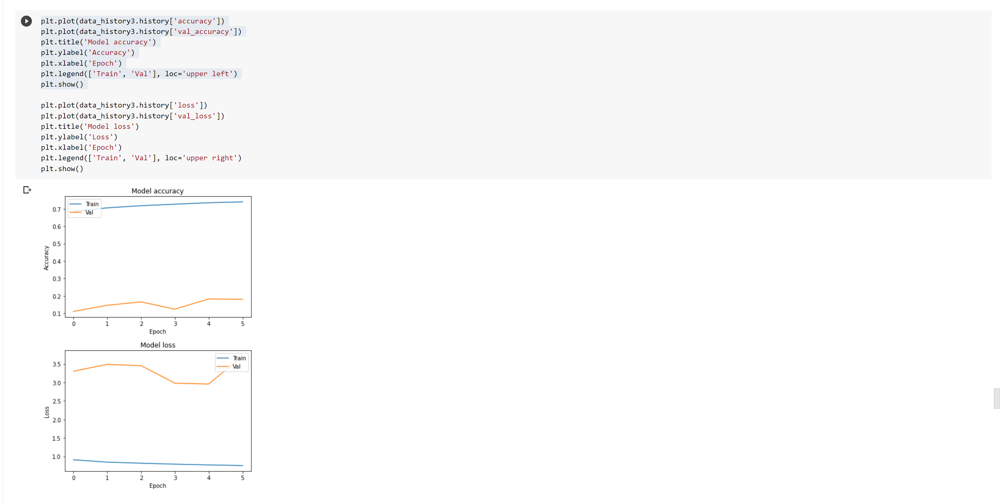 plt.plot(data_history3.history['accuracy'])
plt.plot(data_history3.history['val_accuracy'])
plt.title('Model accuracy')
plt.ylabel('Accuracy')
plt.xlabel('Epoch')
plt.legend(['Train', 'Val'], loc='upper left')
plt.show()
plt.plot(data_history3.history['loss'])
plt.plot(data_history3.history['val_loss'])
plt.title('Model loss')
plt.ylabel('Loss')
plt.xlabel('Epoch')
plt.legend(['Train', 'Val'], loc='upper right')
plt.show()
Model accuracy
Train
Val
0.7
0.6
0.5
0.4
0.3
0.2
0.1
Accuracy
0 1 2 3 4 5
Epoch
Model loss
Train
Val
3.5
3.0
2.5
2.0
1.5
1.0
Loss
0 1 2 3 4 5
Epoch